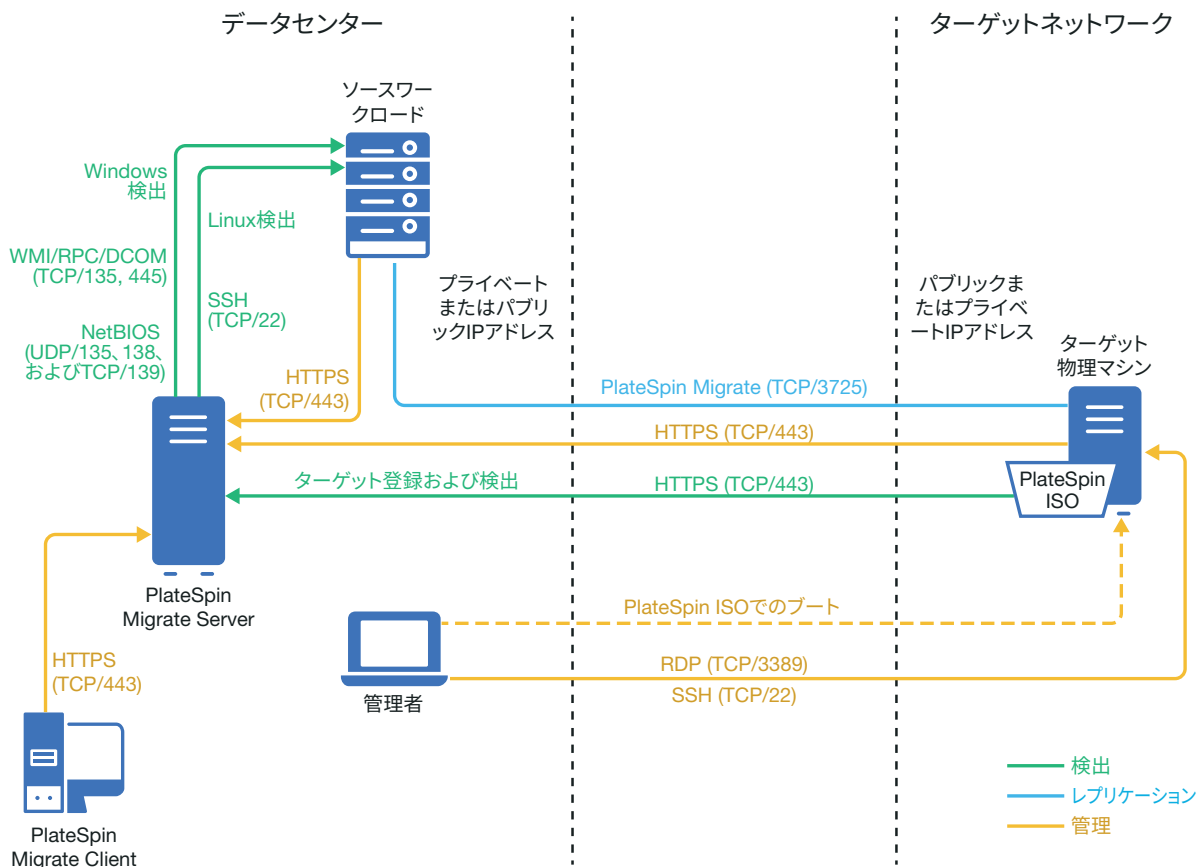 データセンター
ターゲットネットワーク
ソースワー
クロード
Windows
検出
Linux検出
WMI/RPC/DCOM
(TCP/135, 445)
SSH
(TCP/22)
NetBIOS
(UDP/135、138、
およびTCP/139)
プライベート
またはパブリ
ックIPアドレス
パブリックま
たはプライベ
ートIPアドレス
ターゲット
物理マシン
HTTPS
(TCP/443)
PlateSpin Migrate (TCP/3725)
HTTPS (TCP/443)
ターゲット登録および検出
HTTPS (TCP/443)
PlateSpin
ISO
PlateSpin
Migrate Server
PlateSpin ISOでのブート
HTTPS
(TCP/443)
RDP (TCP/3389)
SSH (TCP/22)
管理者
検出
レプリケーション
管理
PlateSpin
Migrate Client